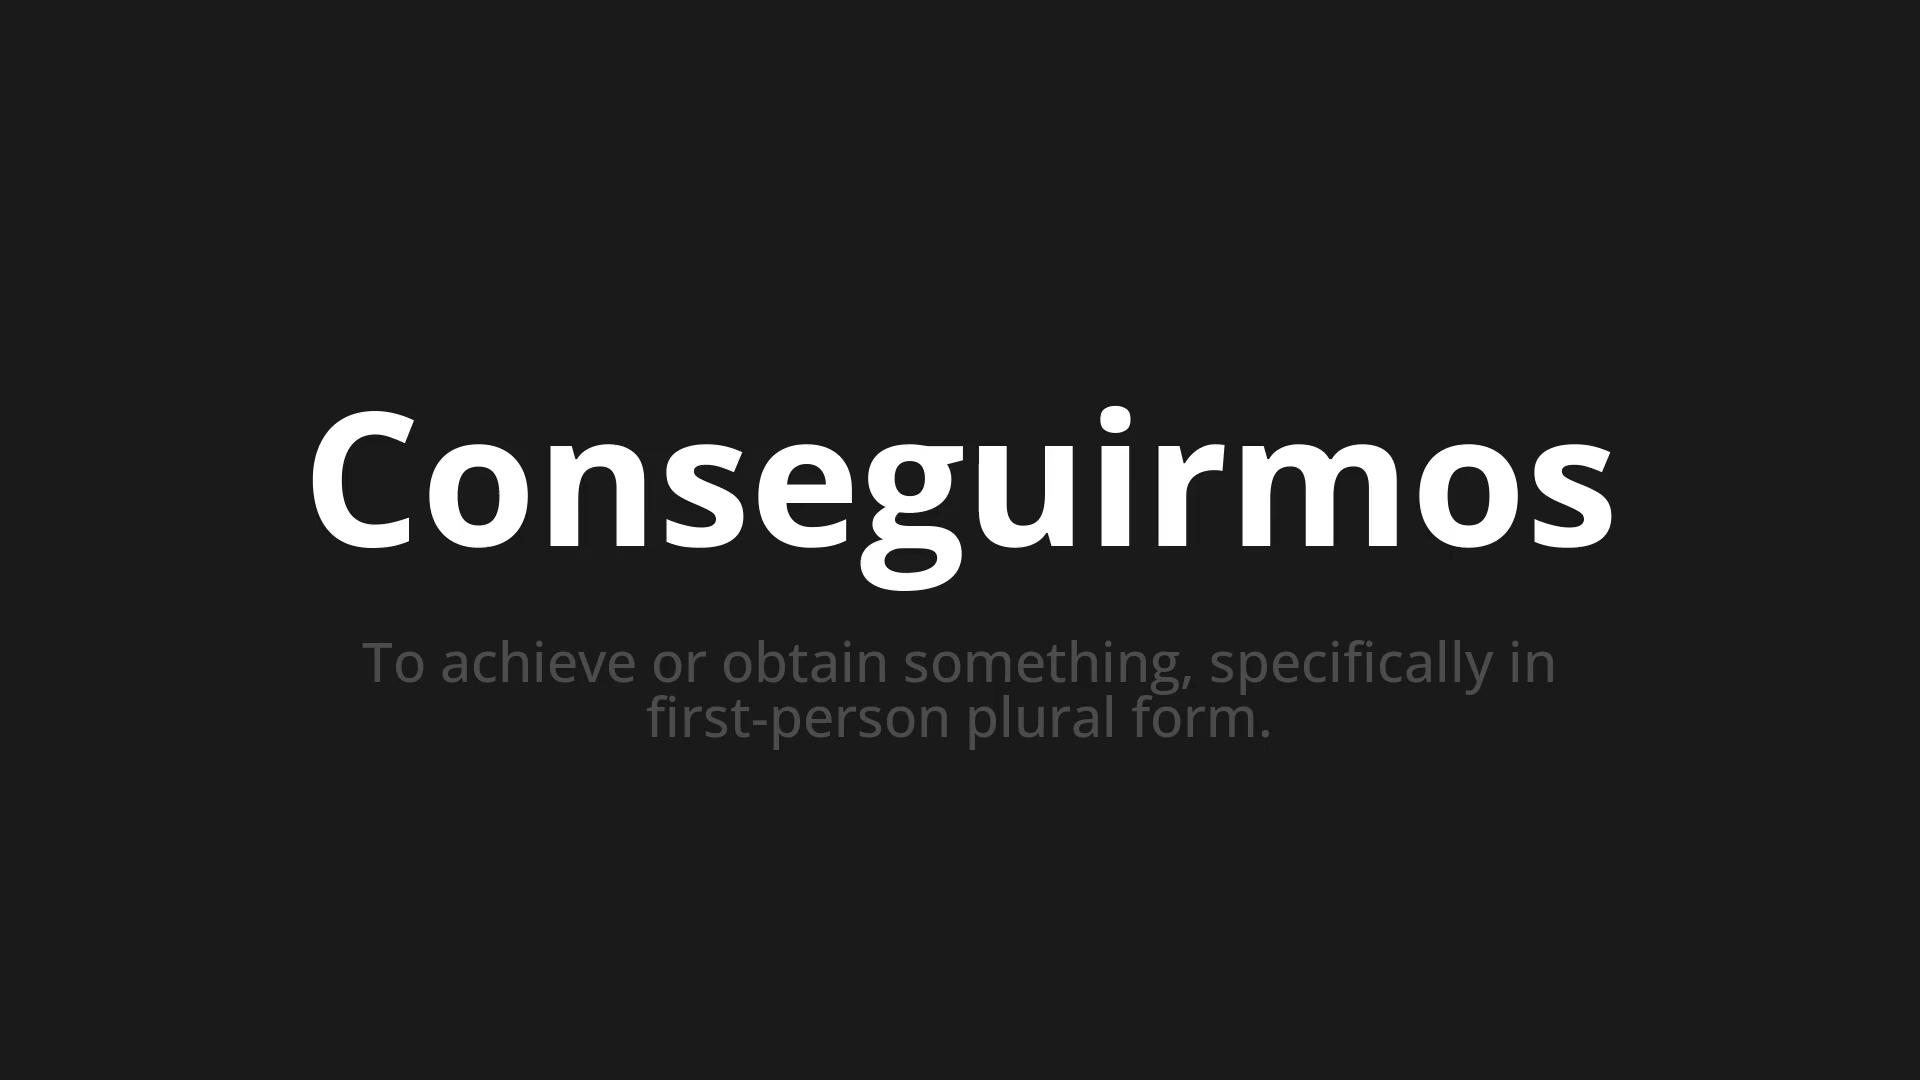 Conseguirmos
To achieve or obtain something, specifically in
first-person plural form.